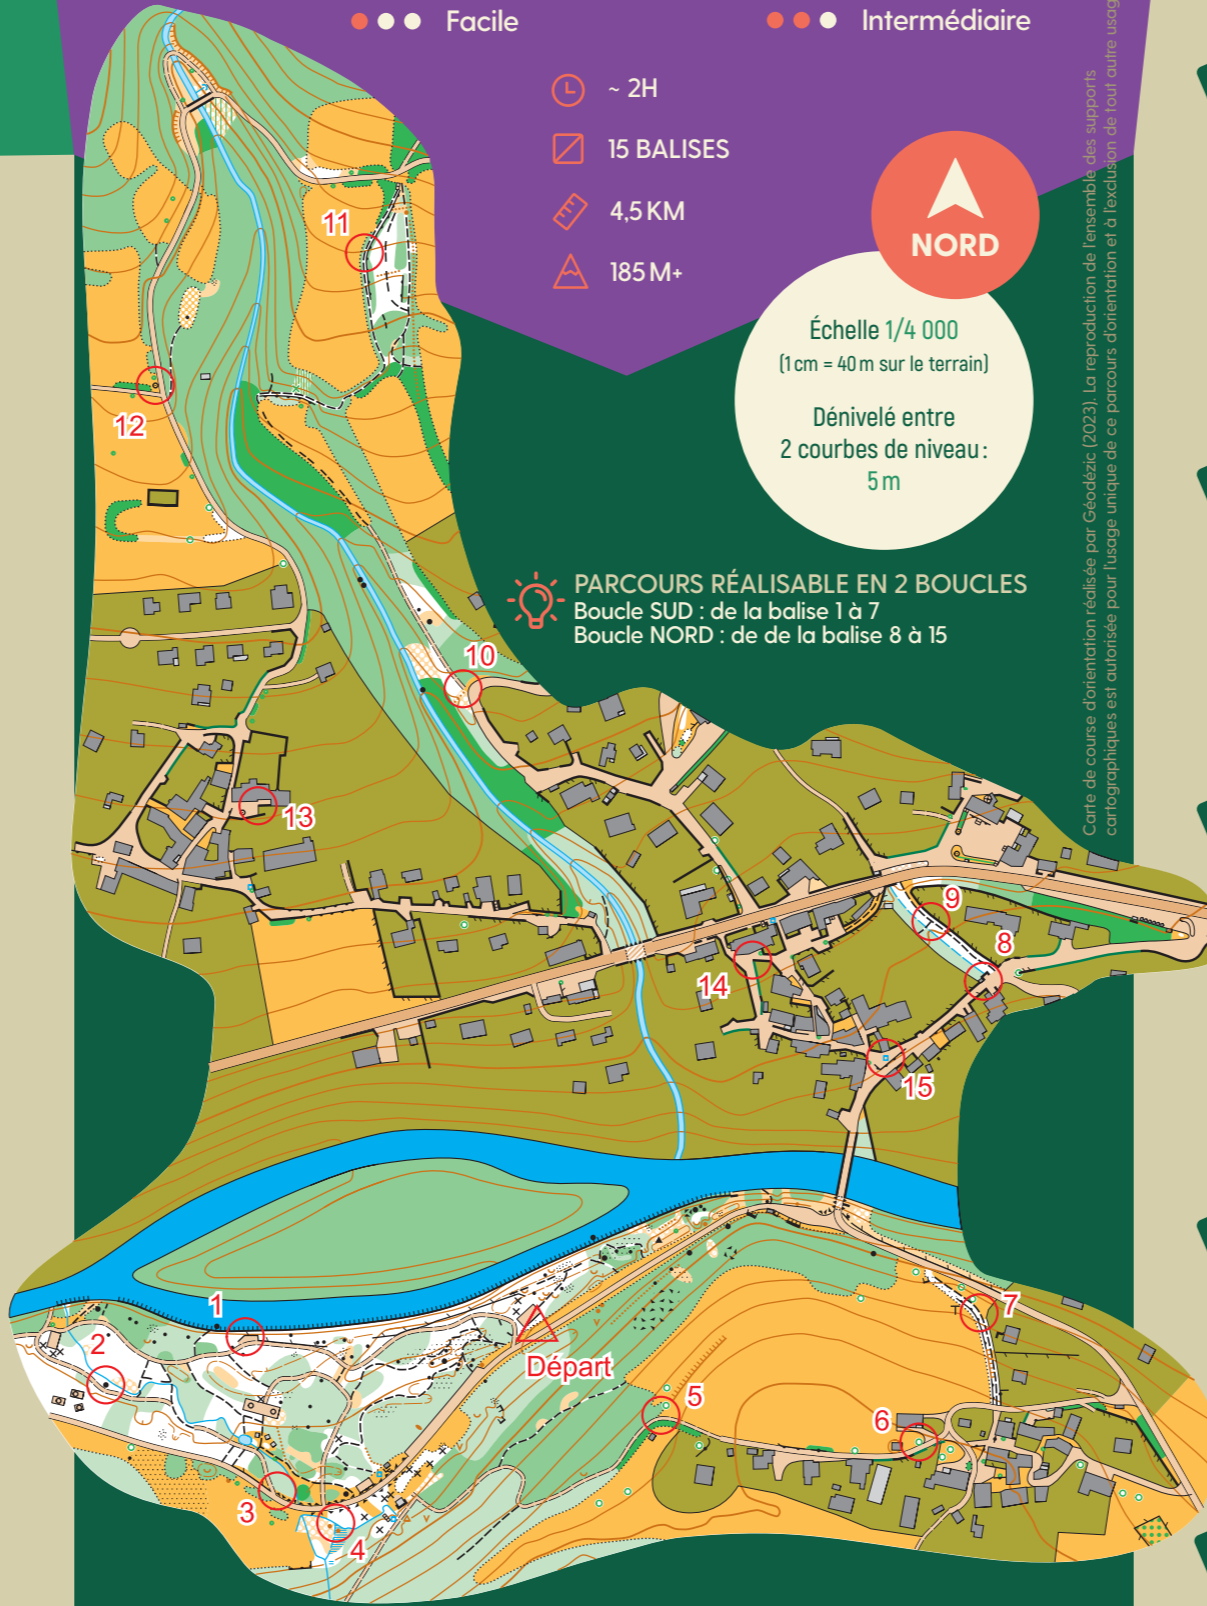 Facile
Intermédiaire
~ 2H
15 BALISES
4,5 KM
185 M+
NORD
Échelle 1/4 000
(1 cm = 40 m sur le terrain)
Dénivelé entre
2 courbes de niveau :
5 m
PARCOURS RÉALISABLE EN 2 BOUCLES
Boucle SUD : de la balise 1 à 7
Boucle NORD : de de la balise 8 à 15
Carte de course d'orientation réalisée par Géodézic (2023). La reproduction de l'ensemble des supports
cartographiques est autorisée pour l'usage unique de ce parcours d'orientation et à l'exclusion de tout autre
11
12
10
13
9
8
14
15
1
2
Départ
7
5
6
3
4